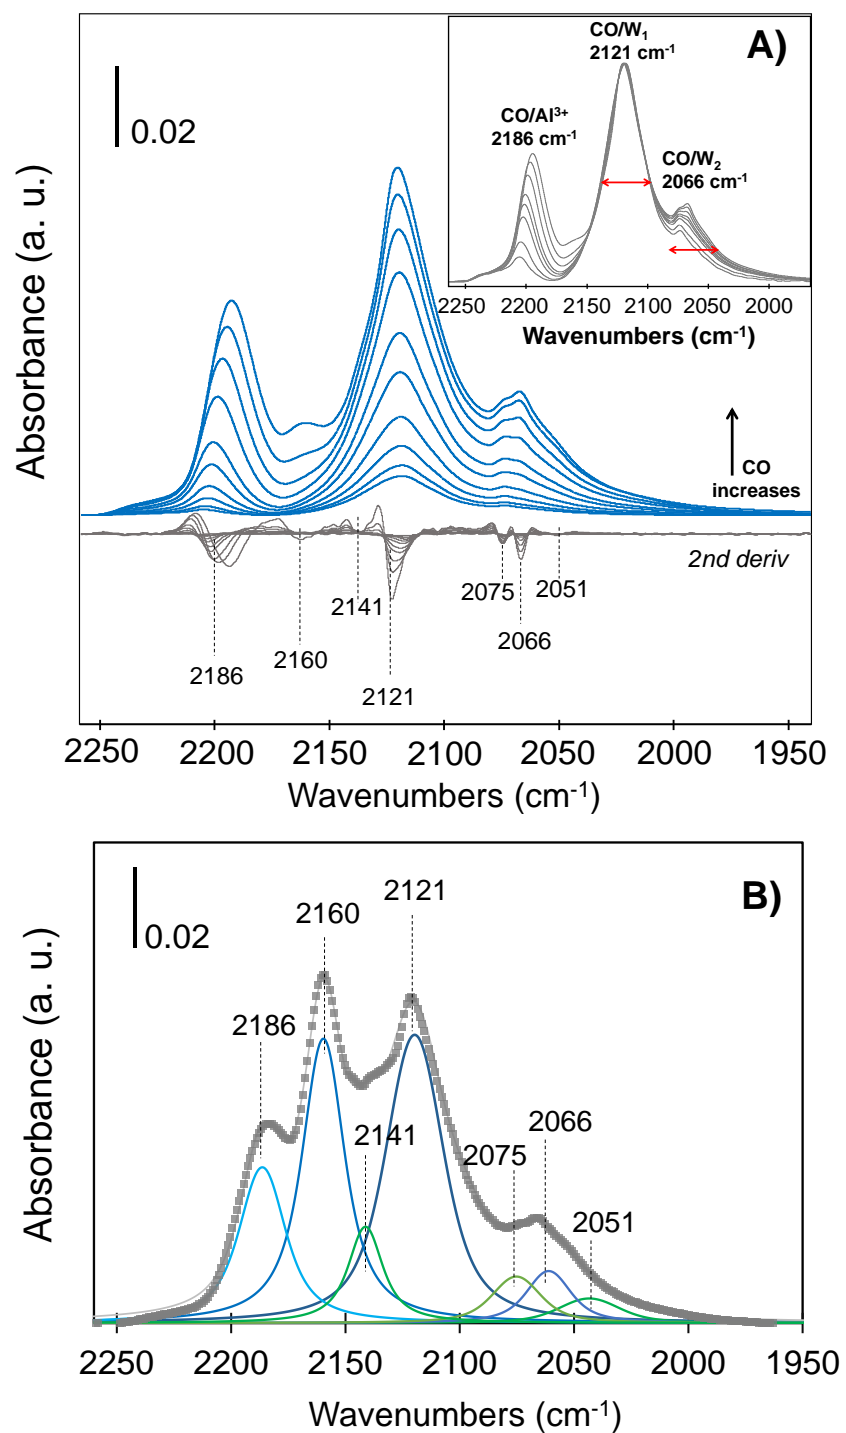 A)
CO/W₁
2121 cm⁻¹
CO/Al³⁺
2186 cm⁻¹
CO/W₂
2066 cm⁻¹
2250 2200 2150 2100 2050 2000
Wavenumbers (cm⁻¹)
0.02
Absorbance (a. u.)
CO
increases
2nd deriv
2186
2160
2141
2121
2075
2066
2051
2250 2200 2150 2100 2050 2000 1950
Wavenumbers (cm⁻¹)
B)
0.02
Absorbance (a. u.)
2186
2160
2141
2121
2075
2066
2051
2250 2200 2150 2100 2050 2000 1950
Wavenumbers (cm⁻¹)